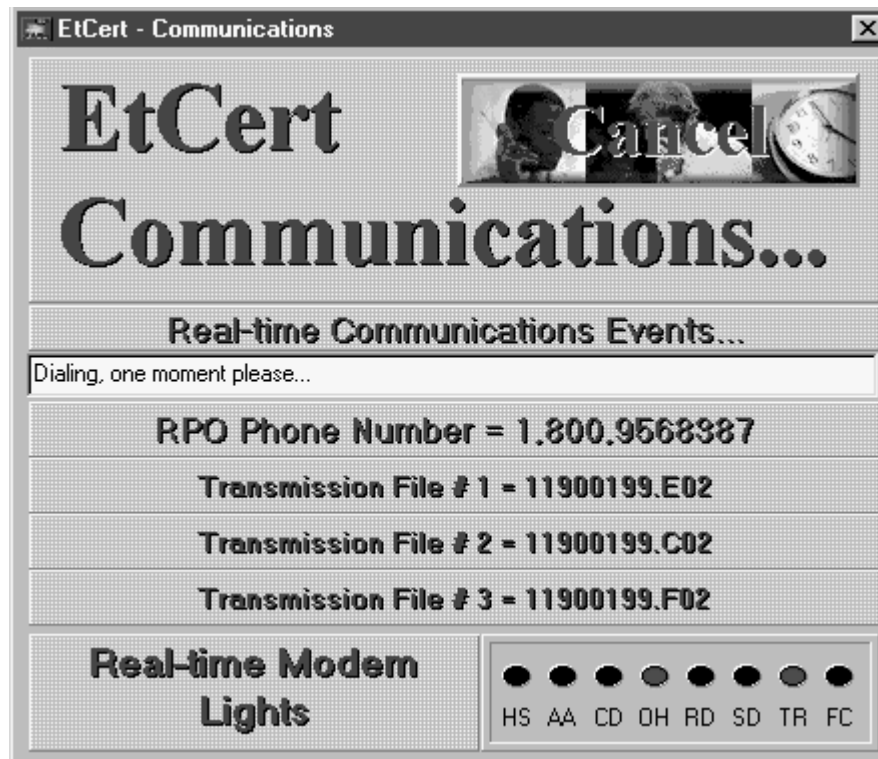 EtCert - Communications
EtCert
Cancel
Communications...
Real-time Communications Events...
Dialing, one moment please...
RPO Phone Number = 1.800.9568387
Transmission File # 1 = 11900199.E02
Transmission File # 2 = 11900199.C02
Transmission File # 3 = 11900199.F02
Real-time Modem
Lights
HS AA CD OH RD SD TR FC